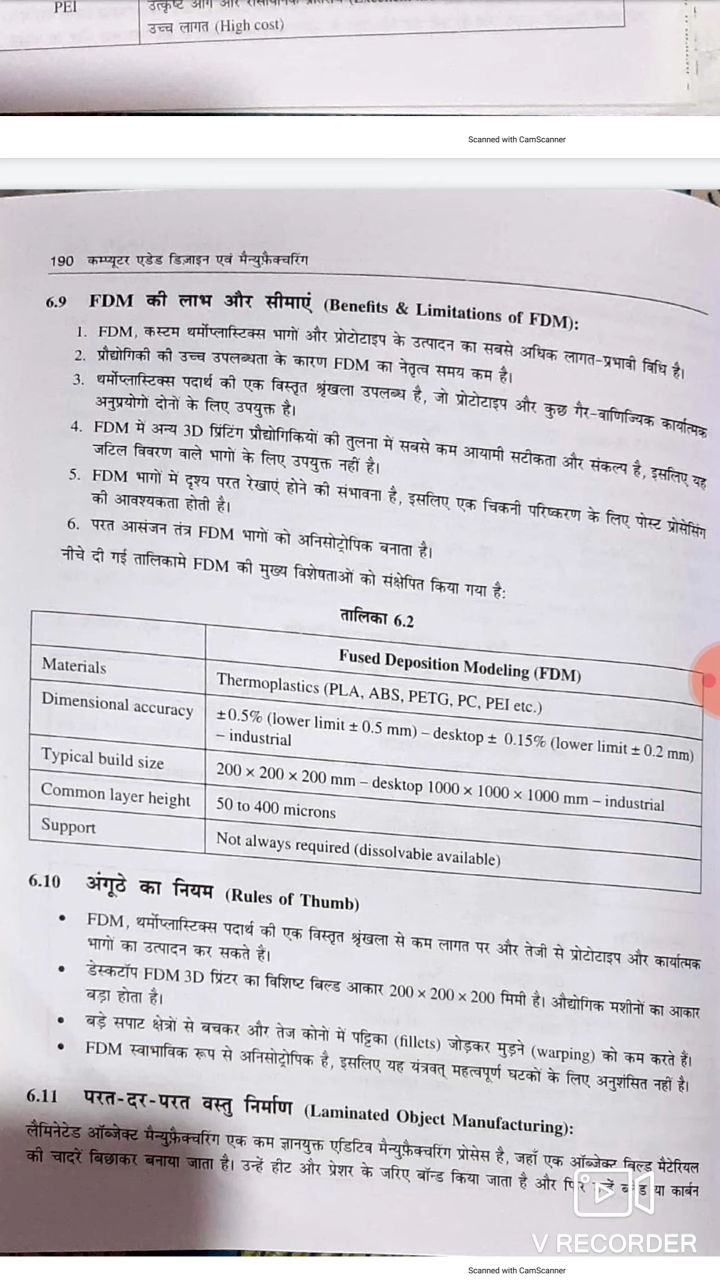 PEI
उच्च लागत (High cost)
Scanned with CamScanner
190 कम्प्यूटर एडेड डिज़ाइन एवं मैन्युफ़ैक्चरिंग
6.9 FDM की लाभ और सीमाएं (Benefits & Limitations of FDM):
1. FDM, कस्टम थर्मोप्लास्टिक्स भागों और प्रोटोटाइप के उत्पादन का सबसे अधिक लागत-प्रभावी विधि है।
2. प्रौद्योगिकी की उच्च उपलब्धता के कारण FDM का नेतृत्व समय कम है।
3. थर्मोप्लास्टिक्स पदार्थ की एक विस्तृत श्रृंखला उपलब्ध है, जो प्रोटोटाइप और कुछ गैर-वाणिज्यिक कार्यात्मक
अनुप्रयोगो दोनों के लिए उपयुक्त है।
4. FDM में अन्य 3D प्रिंटिंग प्रौद्योगिकियों की तुलना में सबसे कम आयामी सटीकता और संकल्प है, इसलिए यह
जटिल विवरण वाले भागो के लिए उपयुक्त नहीं है।
5. FDM भागों में दृश्य परत रेखाएं होने की संभावना है, इसलिए एक चिकनी परिष्करण के लिए पोस्ट प्रोसेसिंग
की आवश्यकता होती है।
6. परत आसंजन तंत्र FDM भागों को अनिसोट्रोपिक बनाता है।
नीचे दी गई तालिकामे FDM की मुख्य विशेषताओं को संक्षेपित किया गया है:
तालिका 6.2
Fused Deposition Modeling (FDM)
Materials Thermoplastics (PLA, ABS, PETG, PC, PEI etc.)
Dimensional accuracy ±0.5% (lower limit ± 0.5 mm) – desktop ± 0.15% (lower limit ± 0.2 mm)
– industrial
Typical build size 200 × 200 × 200 mm – desktop 1000 × 1000 × 1000 mm – industrial
Common layer height 50 to 400 microns
Support Not always required (dissolvable available)
6.10 अंगूठे का नियम (Rules of Thumb)
• FDM, थर्मोप्लास्टिक्स पदार्थ की एक विस्तृत श्रृंखला से कम लागत पर और तेजी से प्रोटोटाइप और कार्यात्मक
भागों का उत्पादन कर सकते हैं।
• डेस्कटॉप FDM 3D प्रिंटर का विशिष्ट बिल्ड आकार 200 × 200 × 200 मिमी है। औद्योगिक मशीनों का आकार
बड़ा होता है।
• बड़े सपाट क्षेत्रों से बचकर और तेज कोनो में पट्टिका (fillets) जोड़कर मुड़ने (warping) को कम करते हैं।
• FDM स्वाभाविक रूप से अनिसोट्रोपिक है, इसलिए यह यंत्रवत् महत्वपूर्ण घटकों के लिए अनुशंसित नहीं है।
6.11 परत-दर-परत वस्तु निर्माण (Laminated Object Manufacturing):
लैमिनेटेड ऑब्जेक्ट मैन्युफ़ैक्चरिंग एक कम ज्ञानयुक्त एडिटिव मैन्युफ़ैक्चरिंग प्रोसेस है, जहाँ एक ऑब्जेक्ट बिल्ड मैटेरियल
की चादरें बिछाकर बनाया जाता है। उन्हें हीट और प्रेशर के जरिए बॉन्ड किया जाता है और या कार्बन
V RECORDER
Scanned with CamScanner